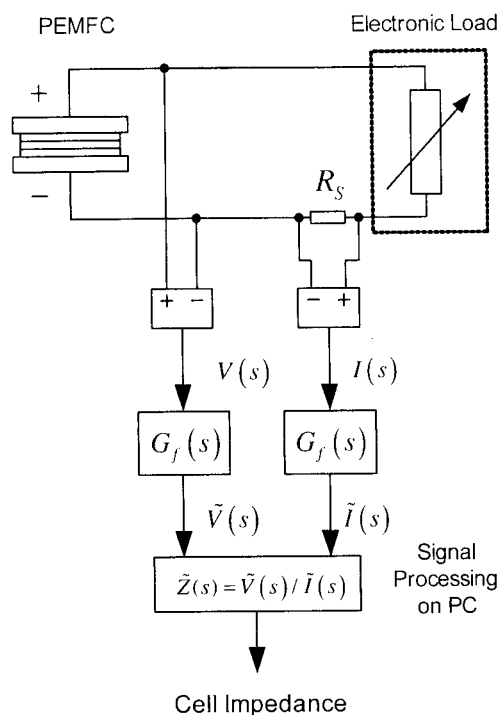 PEMFC
Electronic Load
+
−
R_S
+ −
− +
V(s)
I(s)
G_f(s)
G_f(s)
Ṽ(s)
Ĩ(s)
Z̃(s) = Ṽ(s) / Ĩ(s)
Signal
Processing
on PC
Cell Impedance